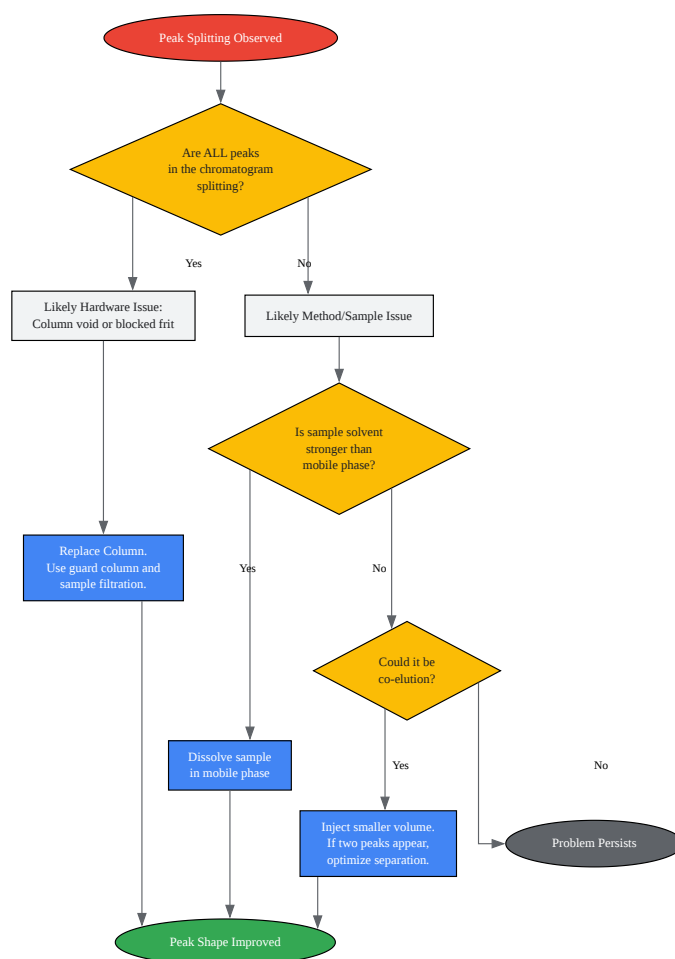 Peak Splitting Observed
Are ALL peaks
in the chromatogram
splitting?
Yes
No
Likely Hardware Issue:
Column void or blocked frit
Likely Method/Sample Issue
Is sample solvent
stronger than
mobile phase?
Replace Column.
Use guard column and
sample filtration.
Yes
No
Could it be
co-elution?
Dissolve sample
in mobile phase
Yes
No
Inject smaller volume.
If two peaks appear,
optimize separation.
Problem Persists
Peak Shape Improved